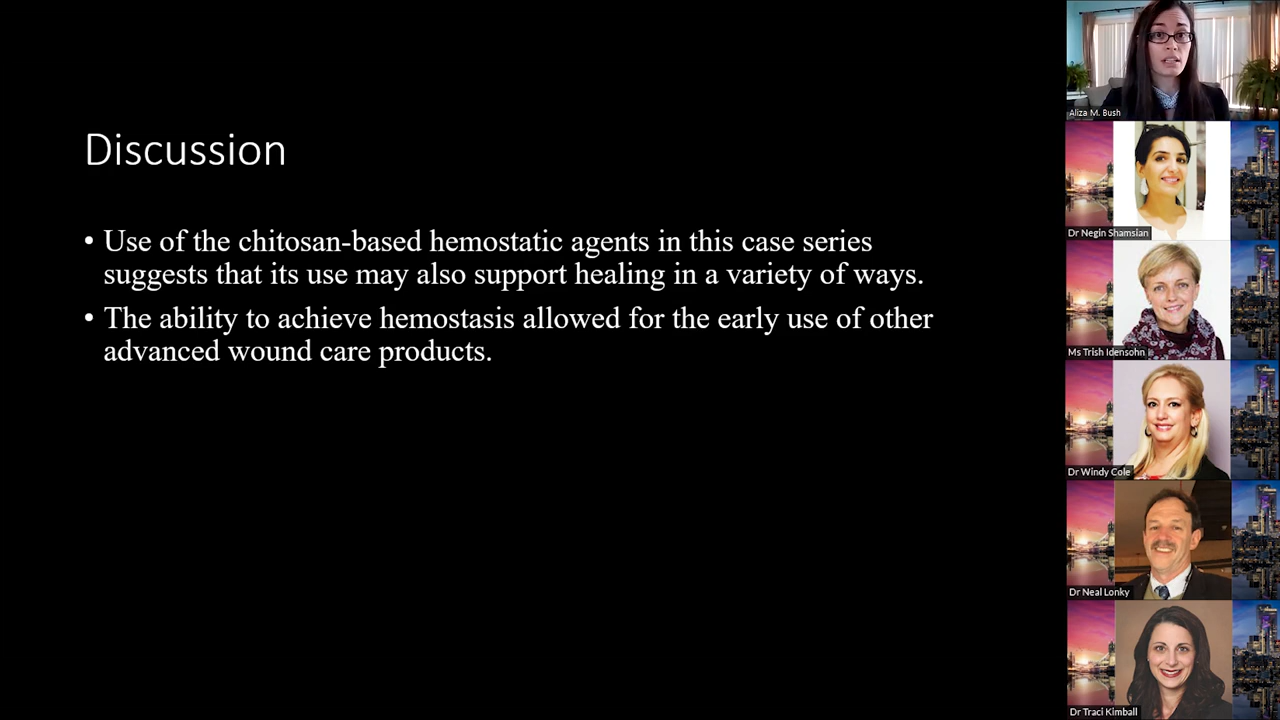 Discussion
• Use of the chitosan-based hemostatic agents in this case series
suggests that its use may also support healing in a variety of ways.
• The ability to achieve hemostasis allowed for the early use of other
advanced wound care products.
Aliza M. Bush
Dr Negin Shamsian
Ms Trish Idensohn
Dr Windy Cole
Dr Neal Lonky
Dr Traci Kimball